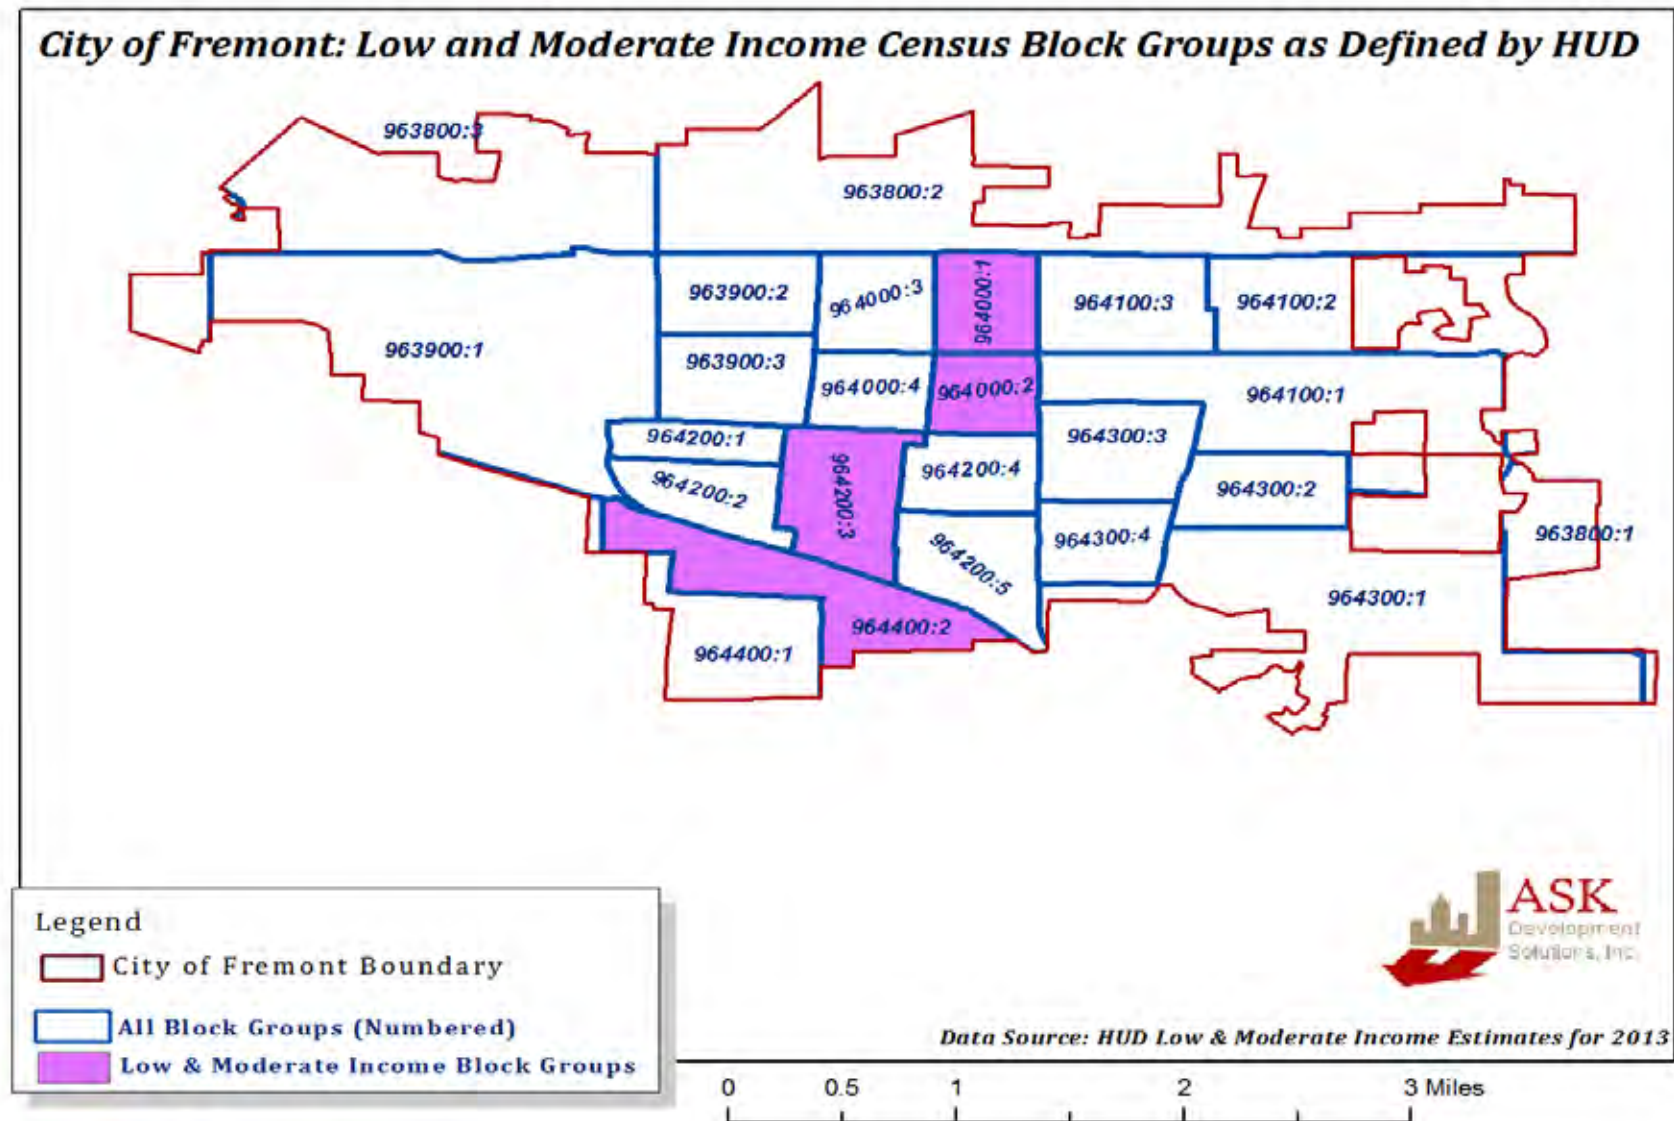 City of Fremont: Low and Moderate Income Census Block Groups as Defined by HUD
963800:3
963800:2
963900:2
964000:3
964000:1
964100:3
964100:2
963900:1
963900:3
964000:4
964000:2
964100:1
964200:1
964300:3
964200:2
964200:3
964200:4
964300:2
963800:1
964300:4
964200:5
964300:1
964400:2
964400:1
ASK
Development
Solutions, Inc.
Legend
City of Fremont Boundary
All Block Groups (Numbered)
Low & Moderate Income Block Groups
Data Source: HUD Low & Moderate Income Estimates for 2013
0 0.5 1 2 3 Miles